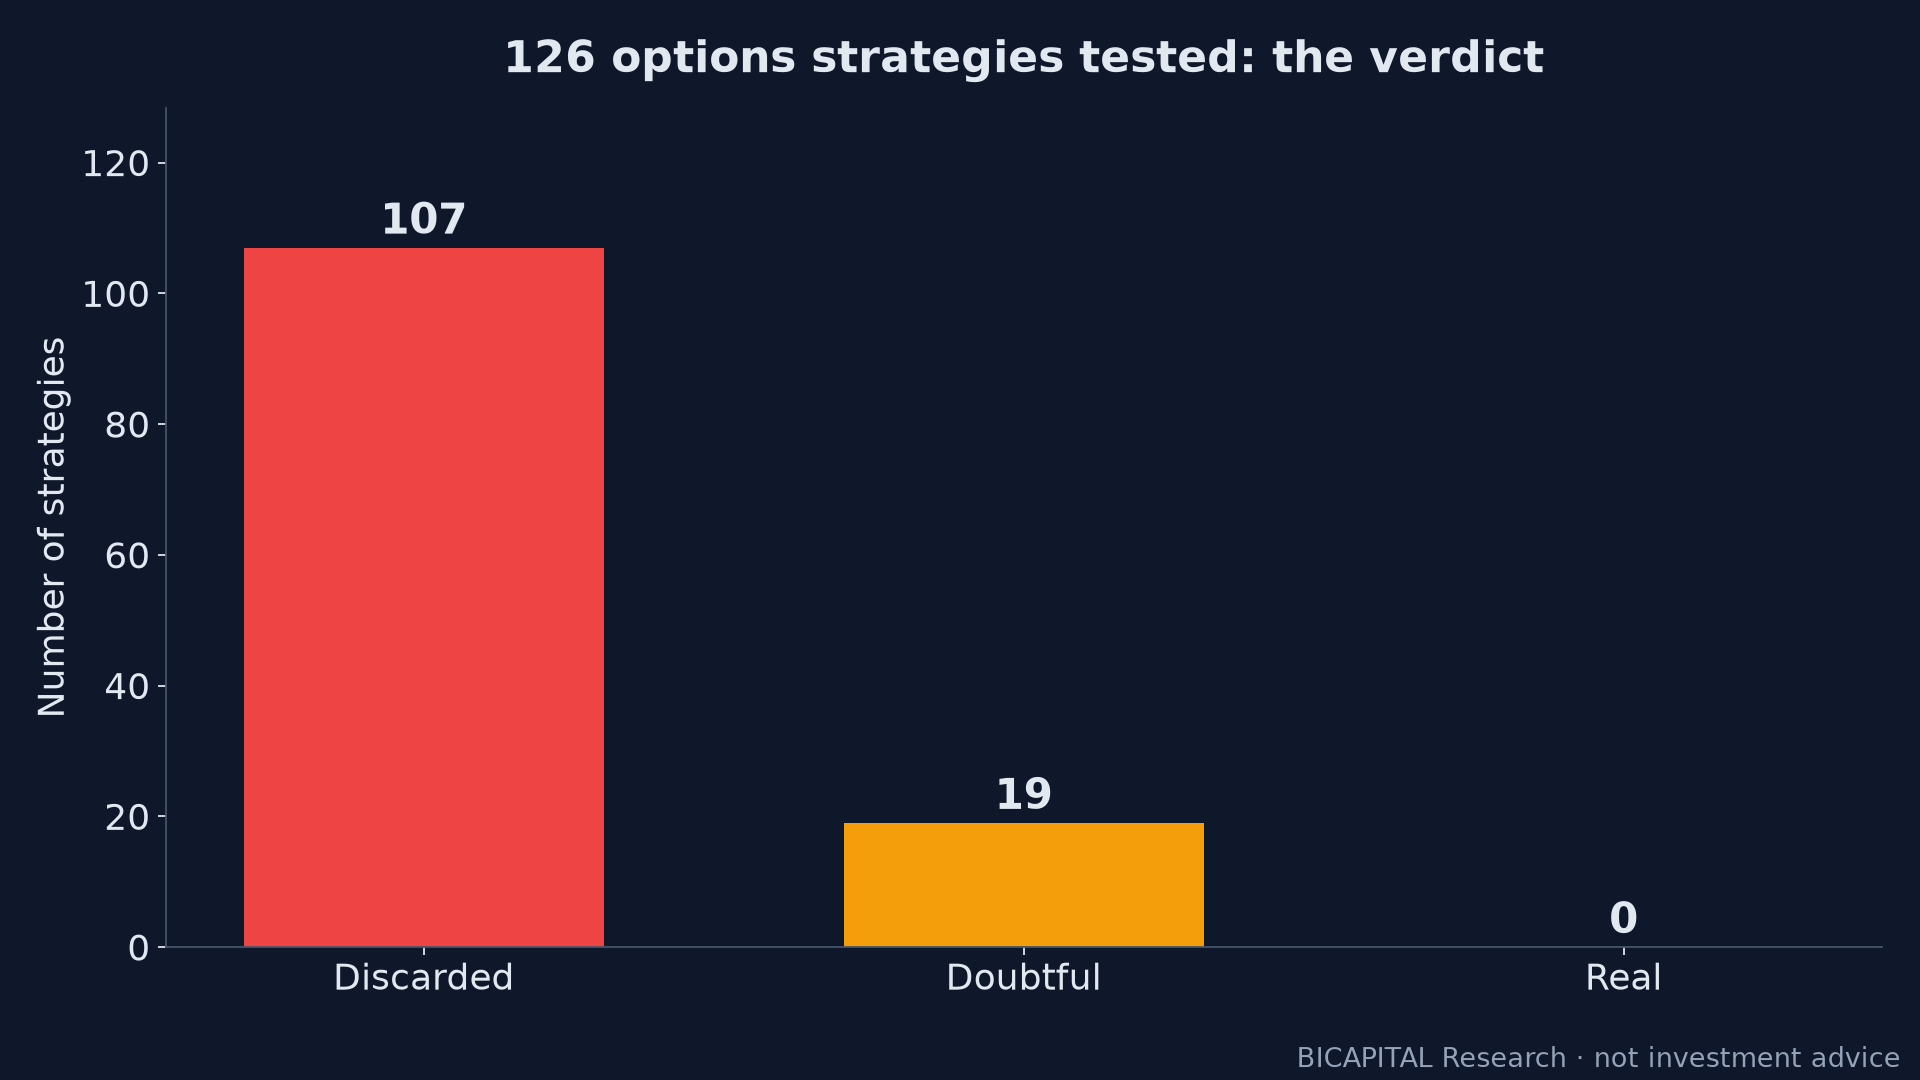 126 options strategies tested: the verdict
Number of strategies
120
100
80
60
40
20
0
107
19
0
Discarded
Doubtful
Real
BICAPITAL Research · not investment advice